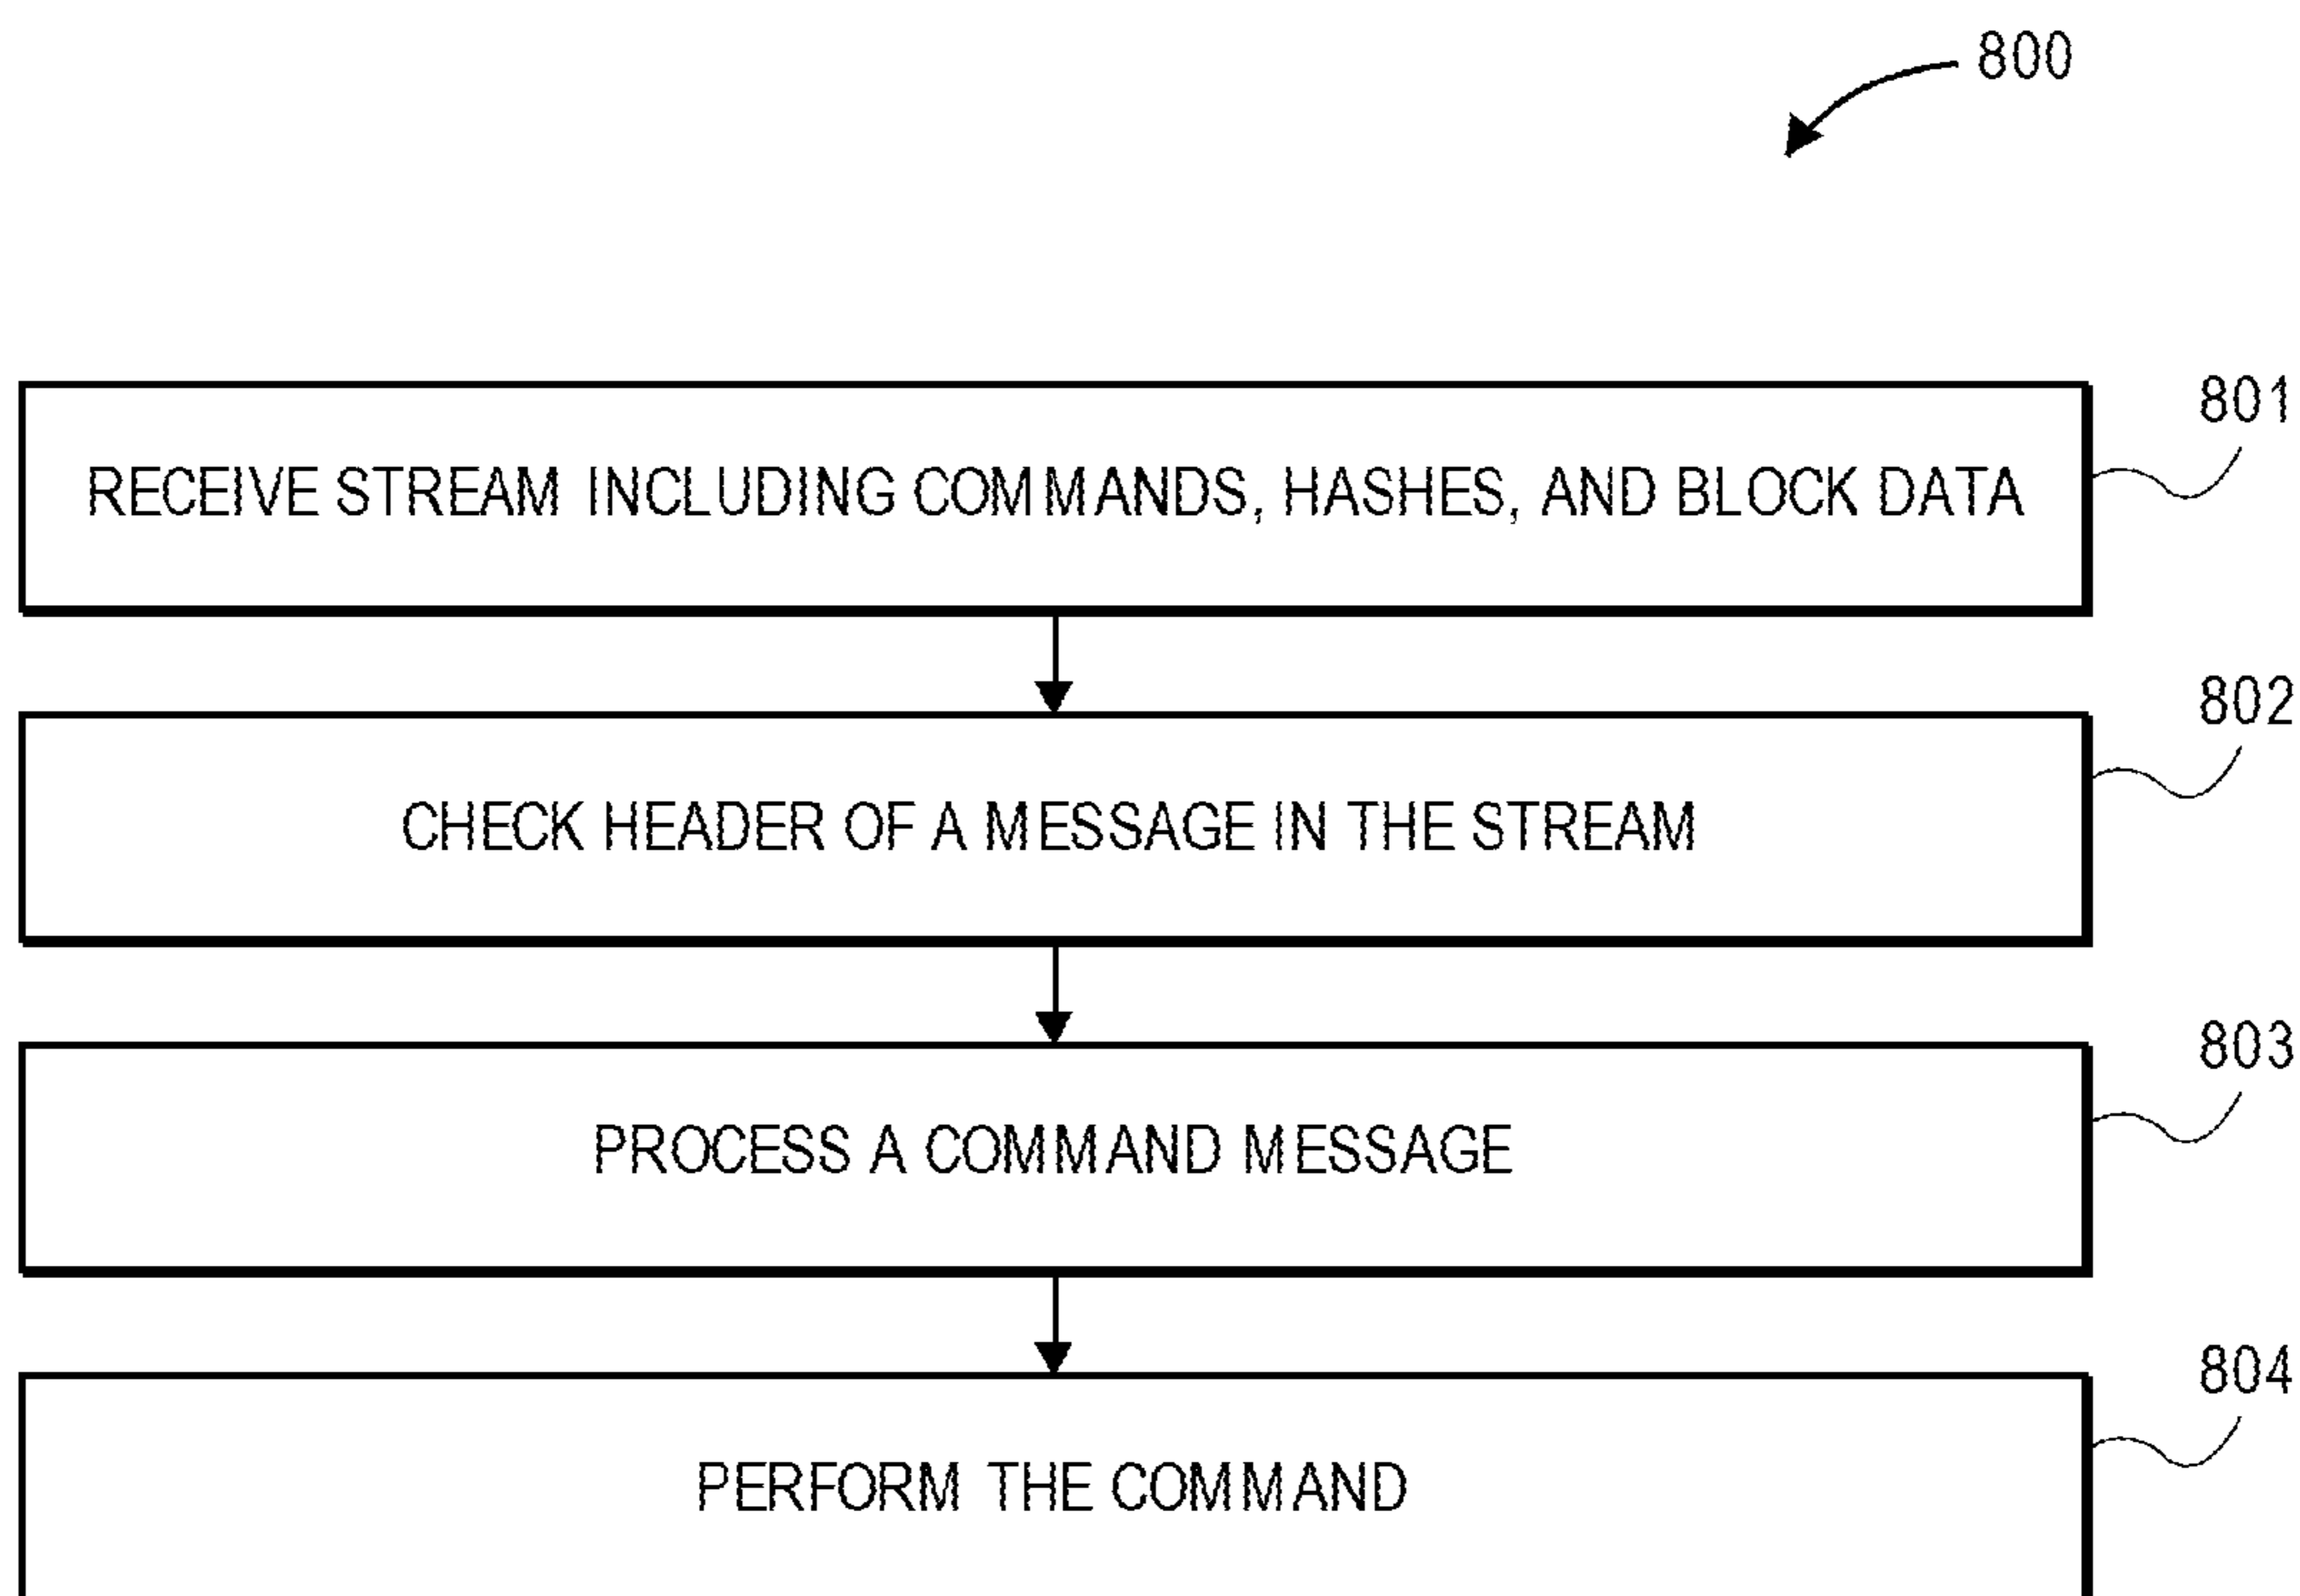 800
801
RECEIVE STREAM INCLUDING COMMANDS, HASHES, AND BLOCK DATA
802
CHECK HEADER OF A MESSAGE IN THE STREAM
803
PROCESS A COMMAND MESSAGE
804
PERFORM THE COMMAND